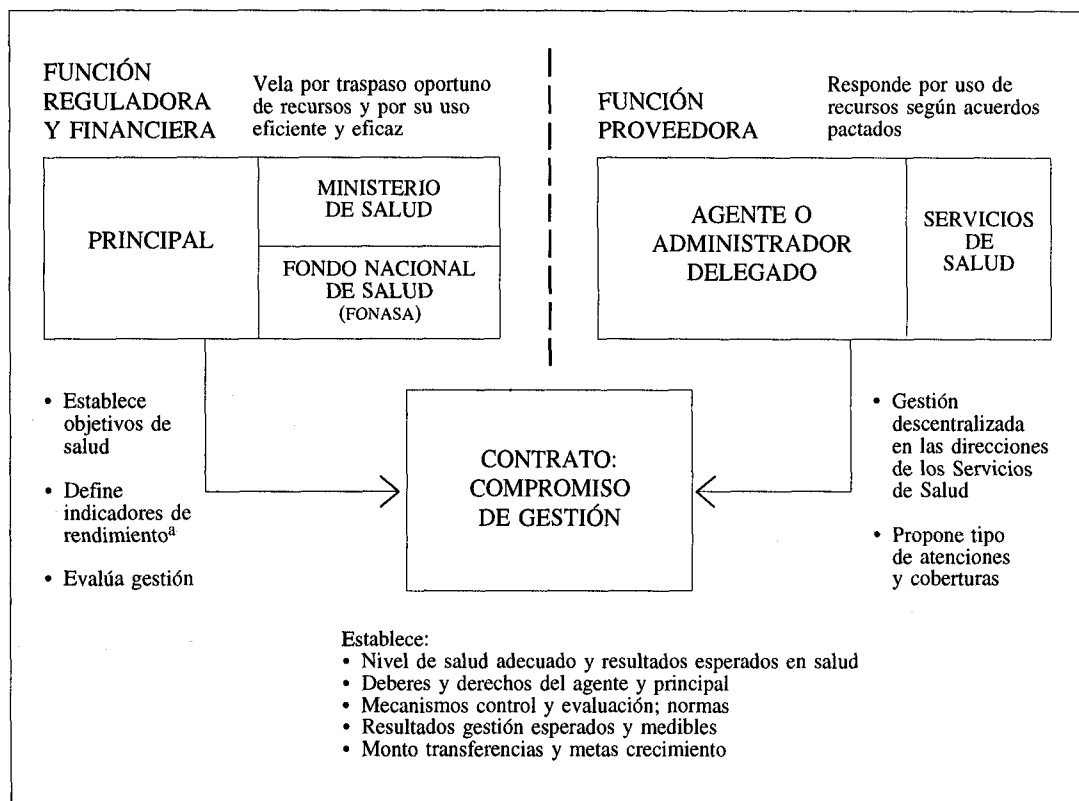 FUNCIÓN
REGULADORA
Y FINANCIERA
Vela por traspaso oportuno
de recursos y por su uso
eficiente y eficaz
PRINCIPAL
MINISTERIO
DE SALUD
FONDO NACIONAL
DE SALUD
(FONASA)
FUNCIÓN
PROVEEDORA
Responde por uso de
recursos según acuerdos
pactados
AGENTE O
ADMINISTRADOR
DELEGADO
SERVICIOS
DE
SALUD
• Establece
objetivos de
salud
• Define
indicadores de
rendimientoª
• Evalúa gestión
CONTRATO:
COMPROMISO
DE GESTIÓN
• Gestión
descentralizada
en las direcciones
de los Servicios
de Salud
• Propone tipo
de atenciones
y coberturas
Establece:
• Nivel de salud adecuado y resultados esperados en salud
• Deberes y derechos del agente y principal
• Mecanismos control y evaluación; normas
• Resultados gestión esperados y medibles
• Monto transferencias y metas crecimiento